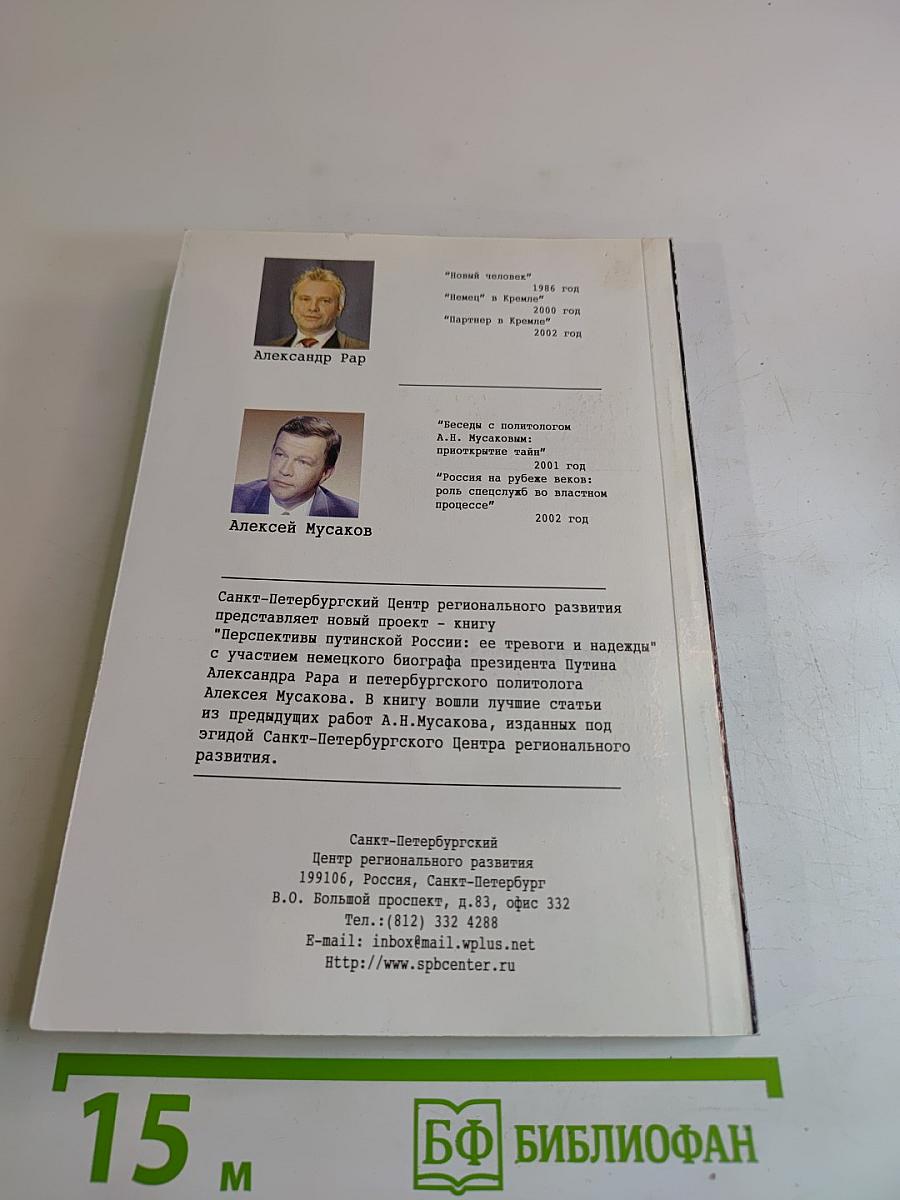 "Новый человек"
1986 год
"Немец" в Кремле"
2000 год
"Партнер в Кремле"
2002 год
Александр Рар
"Беседы с политологом
А.Н. Мусаковым:
приоткрытие тайн"
2001 год
"Россия на рубеже веков:
роль спецслужб во властном
процессе"
2002 год
Алексей Мусаков
Санкт-Петербургский Центр регионального развития
представляет новый проект - книгу
"Перспективы путинской России: ее тревоги и надежды"
с участием немецкого биографа президента Путина
Александра Рара и петербургского политолога
Алексея Мусакова. В книгу вошли лучшие статьи
из предыдущих работ А.Н.Мусакова, изданных под
эгидой Санкт-Петербургского Центра регионального
развития.
Санкт-Петербургский
Центр регионального развития
199106, Россия, Санкт-Петербург
В.О. Большой проспект, д.83, офис 332
Тел.:(812) 332 4288
E-mail: inbox@mail.wplus.net
Http://www.spbcenter.ru
15 м
БФ БИБЛИОФАН